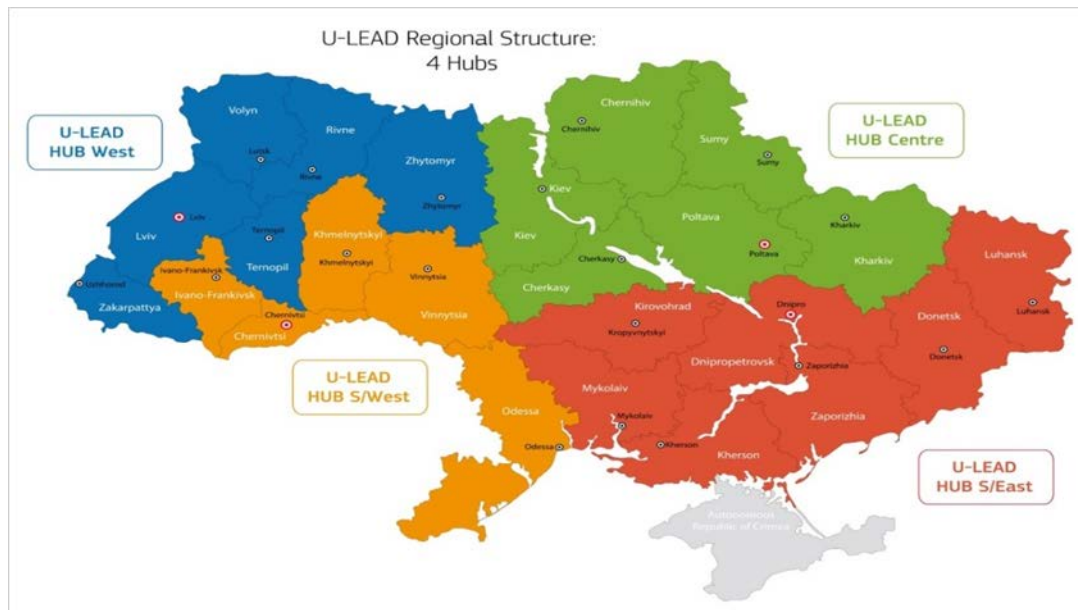 U-LEAD Regional Structure:
4 Hubs
U-LEAD
HUB West
U-LEAD
HUB Centre
U-LEAD
HUB S/West
U-LEAD
HUB S/East
Volyn
Lutsk
Rivne
Rivne
Zhytomyr
Zhytomyr
Lviv
Lviv
Ternopil
Ternopil
Uzhhorod
Zakarpattya
Ivano-Frankivsk
Ivano-Frankivsk
Chernivtsi
Chernivtsi
Khmelnytskyi
Khmelnytskyi
Vinnytsia
Vinnytsia
Odessa
Odessa
Chernihiv
Chernihiv
Sumy
Sumy
Kiev
Kiev
Cherkasy
Cherkasy
Poltava
Poltava
Kharkiv
Kharkiv
Kirovohrad
Kropyvnytskyi
Dnipro
Dnipropetrovsk
Mykolaiv
Mykolaiv
Kherson
Kherson
Zaporizhia
Zaporizhia
Donetsk
Donetsk
Luhansk
Luhansk
Autonomous
Republic of Crimea